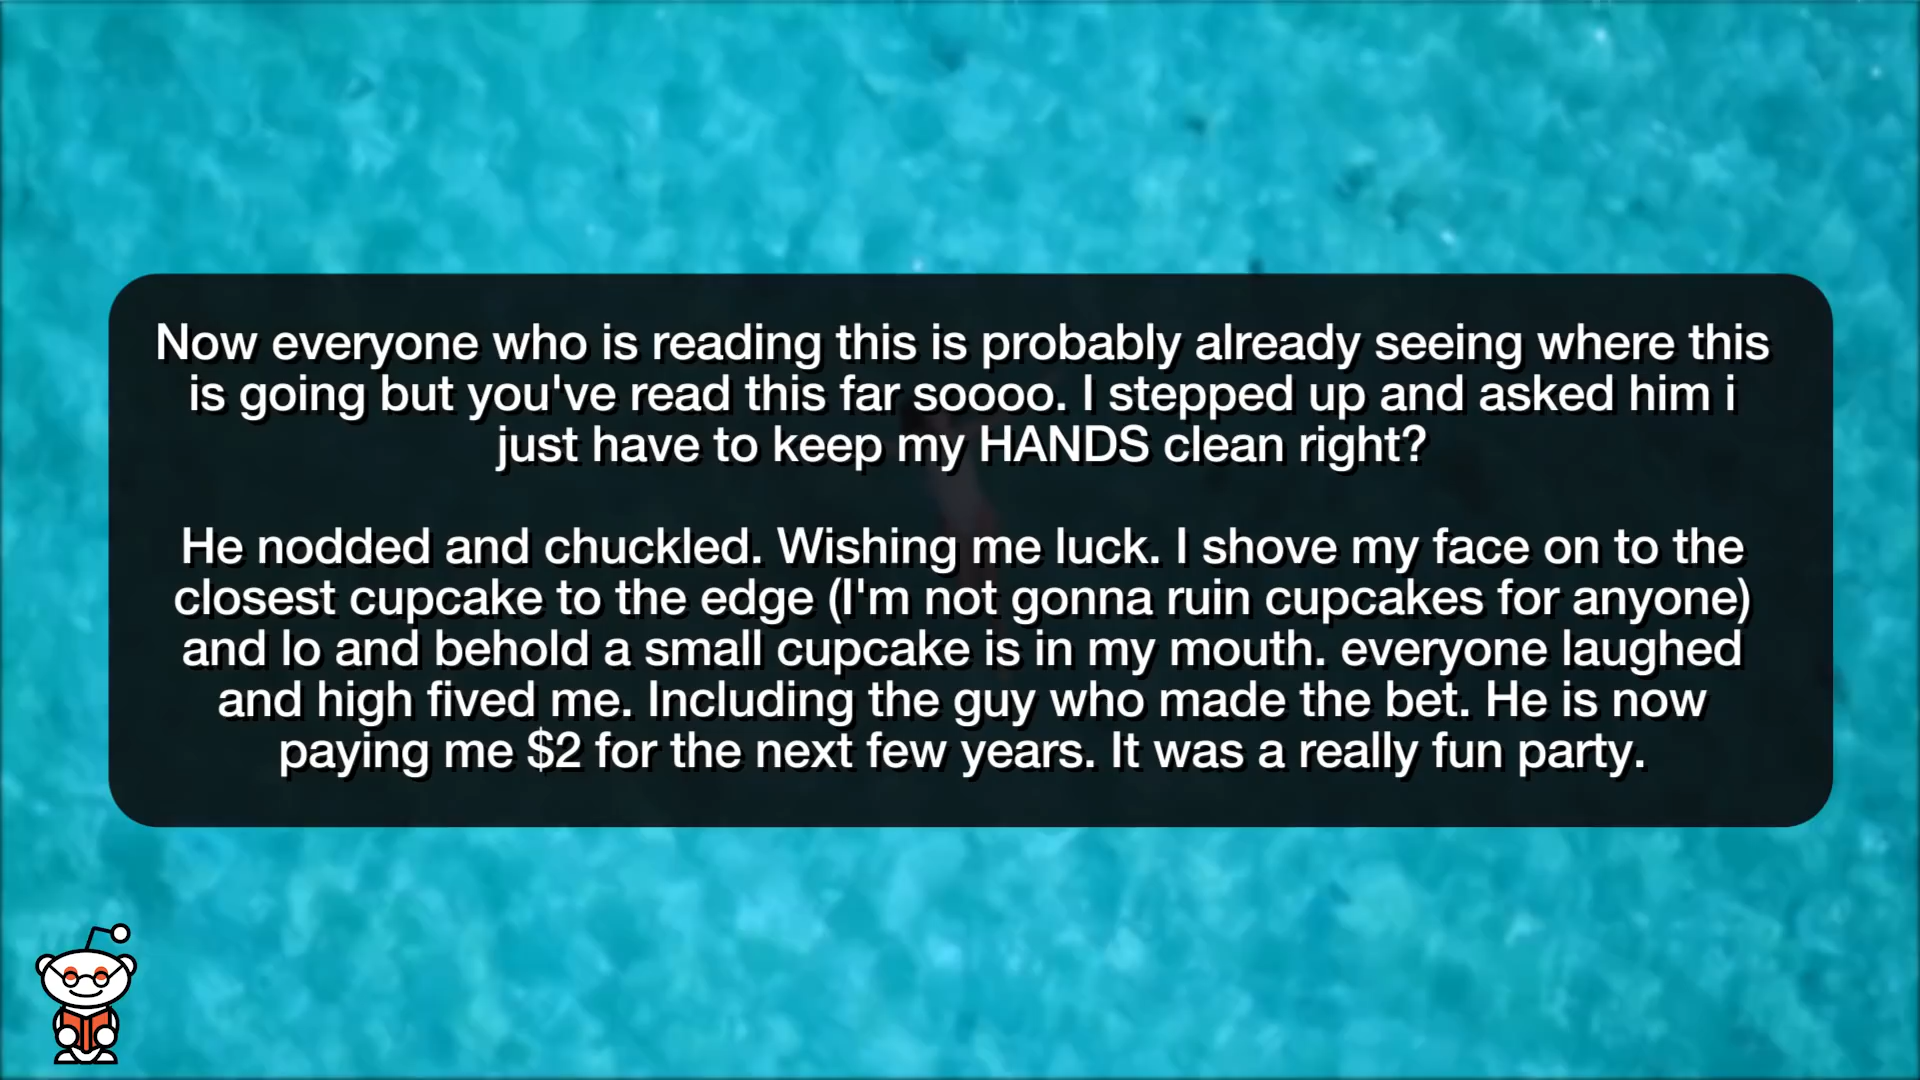 Now everyone who is reading this is probably already seeing where this
is going but you've read this far soooo. I stepped up and asked him i
just have to keep my HANDS clean right?
He nodded and chuckled. Wishing me luck. I shove my face on to the
closest cupcake to the edge (I'm not gonna ruin cupcakes for anyone)
and lo and behold a small cupcake is in my mouth. everyone laughed
and high fived me. Including the guy who made the bet. He is now
paying me $2 for the next few years. It was a really fun party.